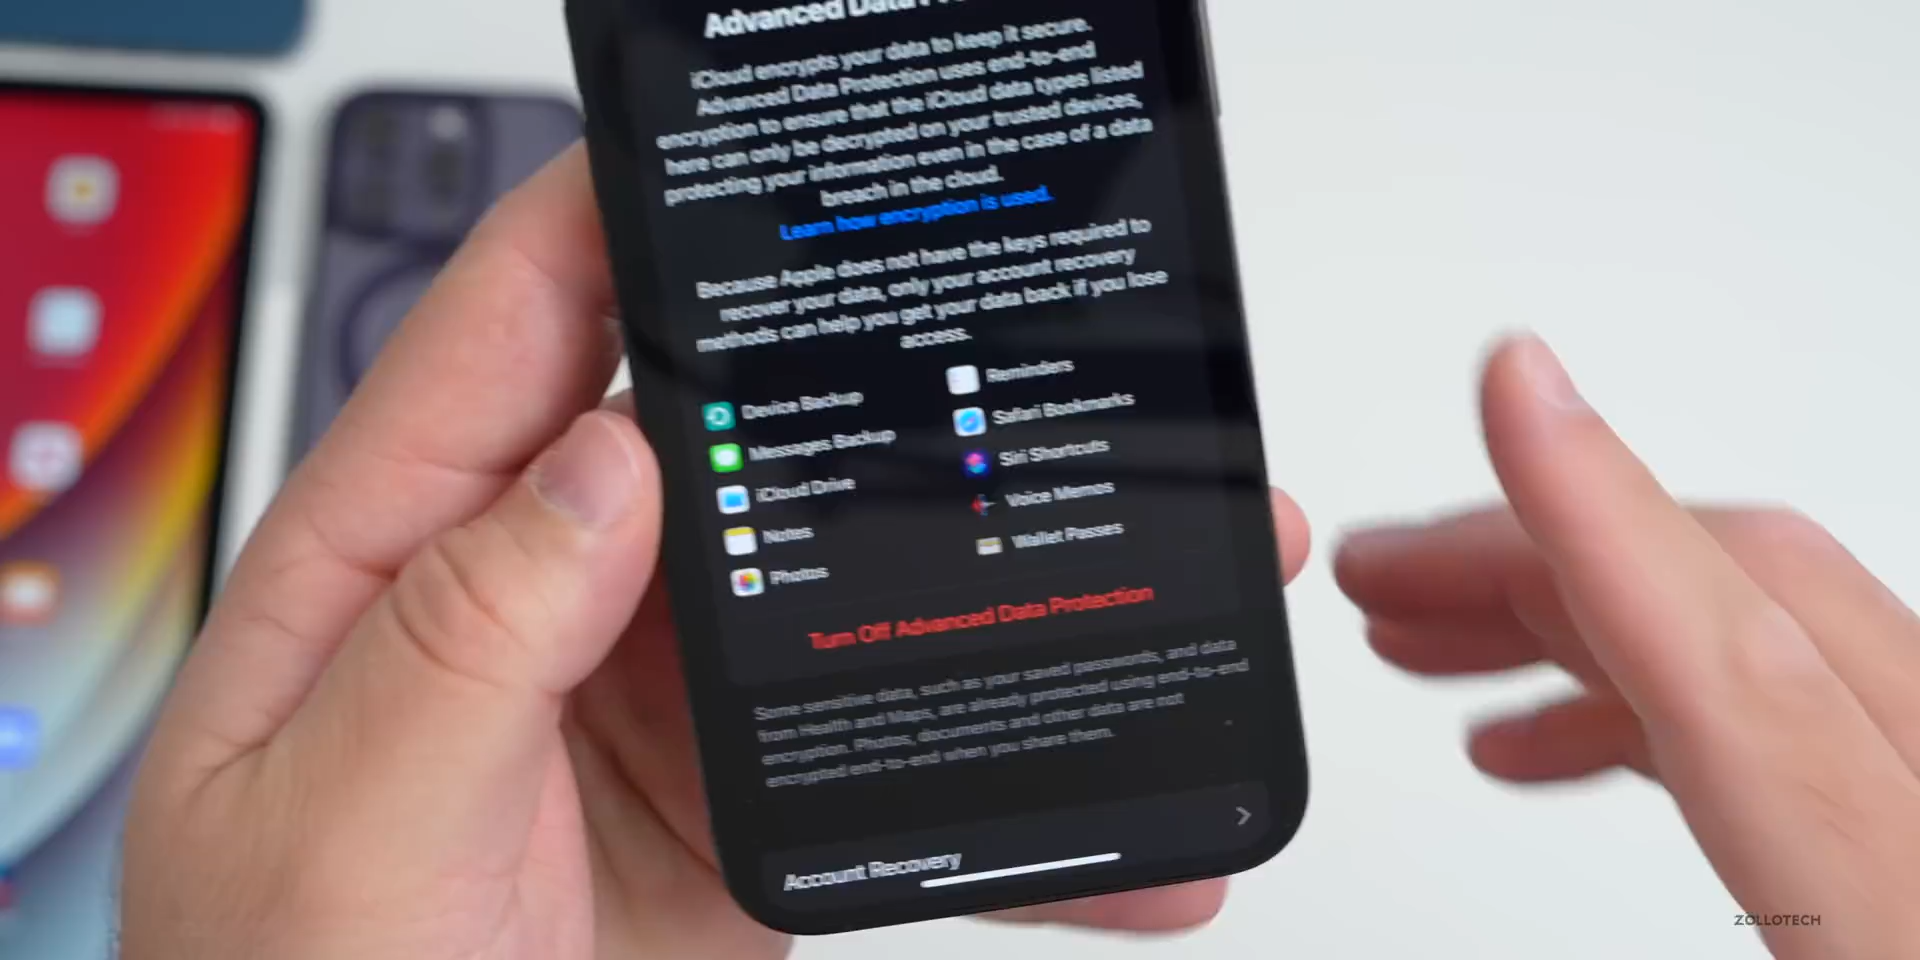 Advanced Data
iCloud encrypts your data to keep it secure.
Advanced Data Protection uses end-to-end
encryption to ensure that the iCloud data types listed
here can only be decrypted on your trusted devices,
protecting your information even in the case of a data
breach in the cloud.
Learn how encryption is used.
Because Apple does not have the keys required to
recover your data, only your account recovery
methods can help you get your data back if you lose
access.
Device Backup
Messages Backup
iCloud Drive
Notes
Photos
Reminders
Safari Bookmarks
Siri Shortcuts
Voice Memos
Wallet Passes
Turn Off Advanced Data Protection
Some sensitive data, such as your saved passwords, and data
from Health and Maps, are already protected using end-to-end
encryption. Photos, documents and other data are not
encrypted end-to-end when you share them.
Account Recovery
ZOLLOTECH